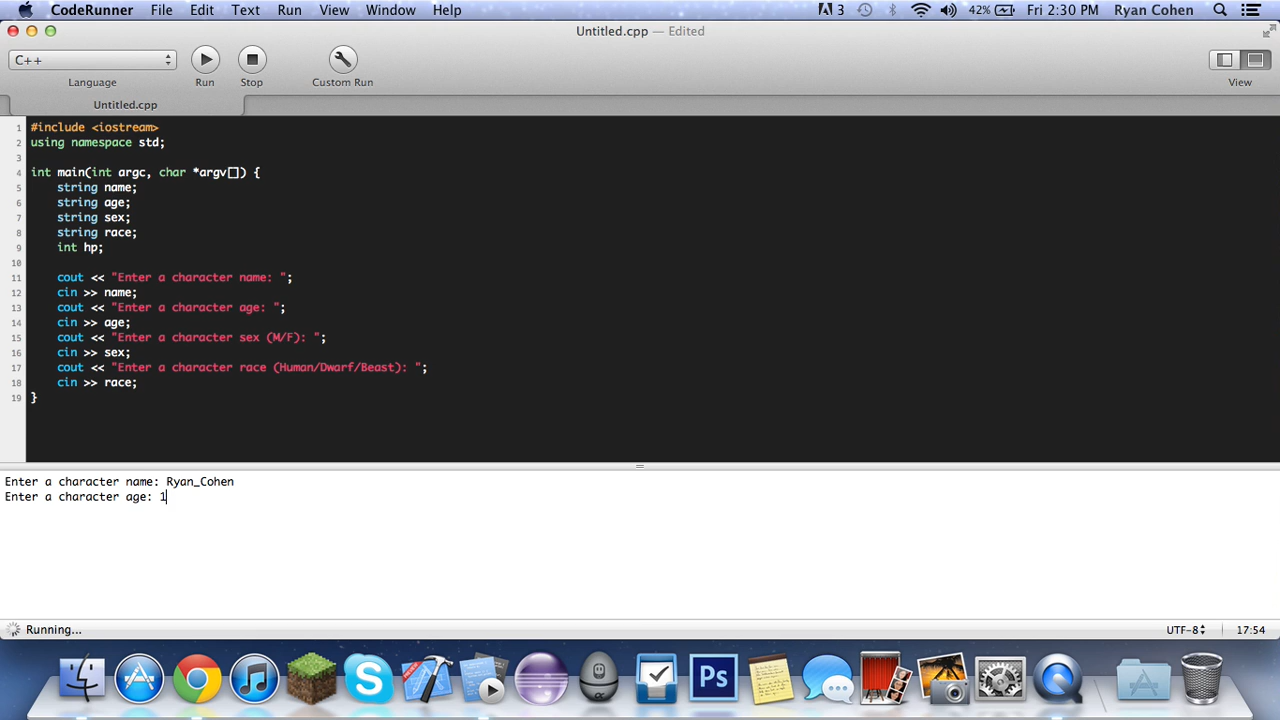 CodeRunner File Edit Text Run View Window Help 3 42% Fri 2:30 PM Ryan Cohen
Untitled.cpp — Edited
C++
Language Run Stop Custom Run View
Untitled.cpp
1 #include <iostream>
2 using namespace std;
3
4 int main(int argc, char *argv[]) {
5 string name;
6 string age;
7 string sex;
8 string race;
9 int hp;
10
11 cout << "Enter a character name: ";
12 cin >> name;
13 cout << "Enter a character age: ";
14 cin >> age;
15 cout << "Enter a character sex (M/F): ";
16 cin >> sex;
17 cout << "Enter a character race (Human/Dwarf/Beast): ";
18 cin >> race;
19 }
Enter a character name: Ryan_Cohen
Enter a character age: 1
Running... UTF-8 17:54
Ps